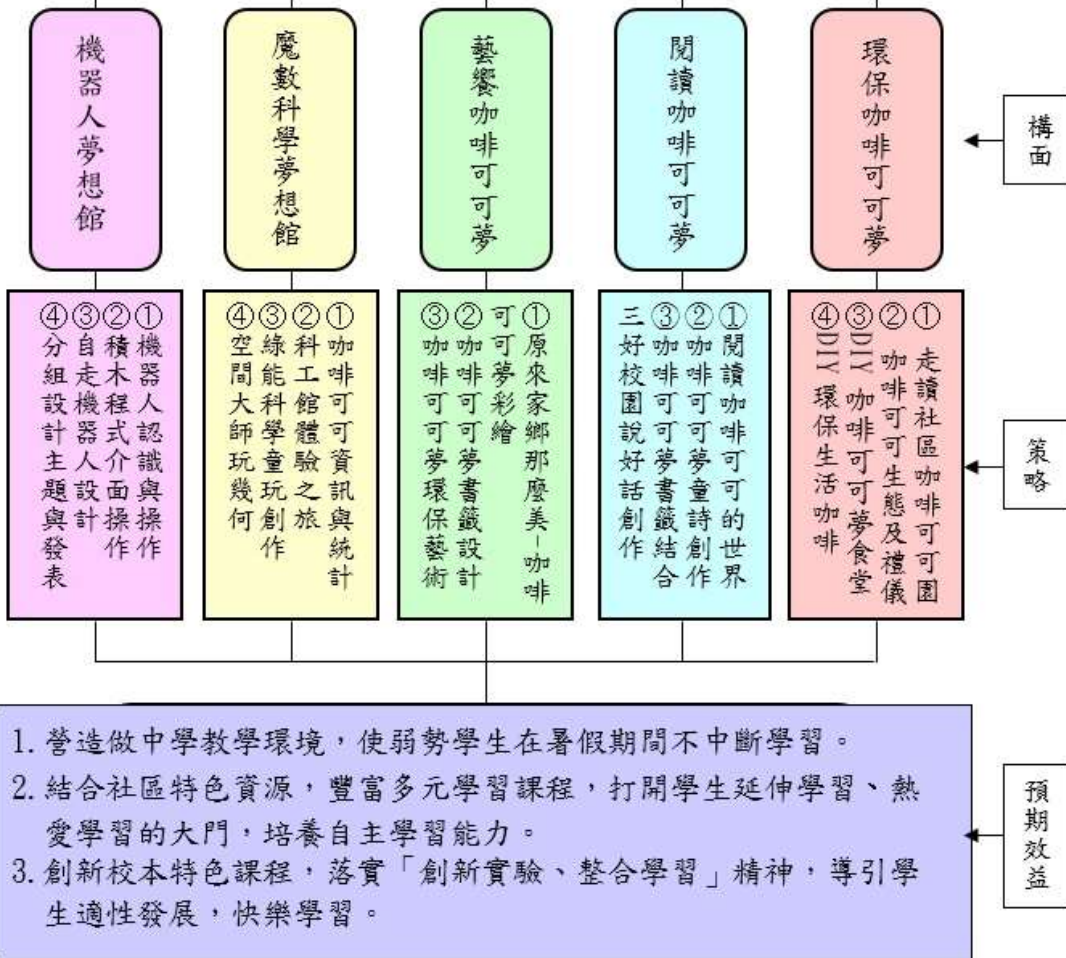 機器人夢想館
魔數科學夢想館
藝饗咖啡可可夢
閱讀咖啡可可夢
環保咖啡可可夢
構面
①機器人認識與操作
②積木程式介面操作
③自走機器人設計
④分組設計主題與發表
①咖啡可可資訊與統計
②科工館體驗之旅
③綠能科學童玩創作
④空間大師玩幾何
①原來家鄉那麼美-咖啡
可可夢彩繪
②咖啡可可夢書籤設計
③咖啡可可夢環保藝術
①閱讀咖啡可可的世界
②咖啡可可夢童詩創作
③咖啡可可夢書籤結合
三好校園說好話創作
①走讀社區咖啡可可園
②咖啡可可生態及禮儀
③DIY 咖啡可可夢食堂
④DIY 環保生活咖啡
策略
1. 營造做中學教學環境，使弱勢學生在暑假期間不中斷學習。
2. 結合社區特色資源，豐富多元學習課程，打開學生延伸學習、熱
愛學習的大門，培養自主學習能力。
3. 創新校本特色課程，落實「創新實驗、整合學習」精神，導引學
生適性發展，快樂學習。
預期效益